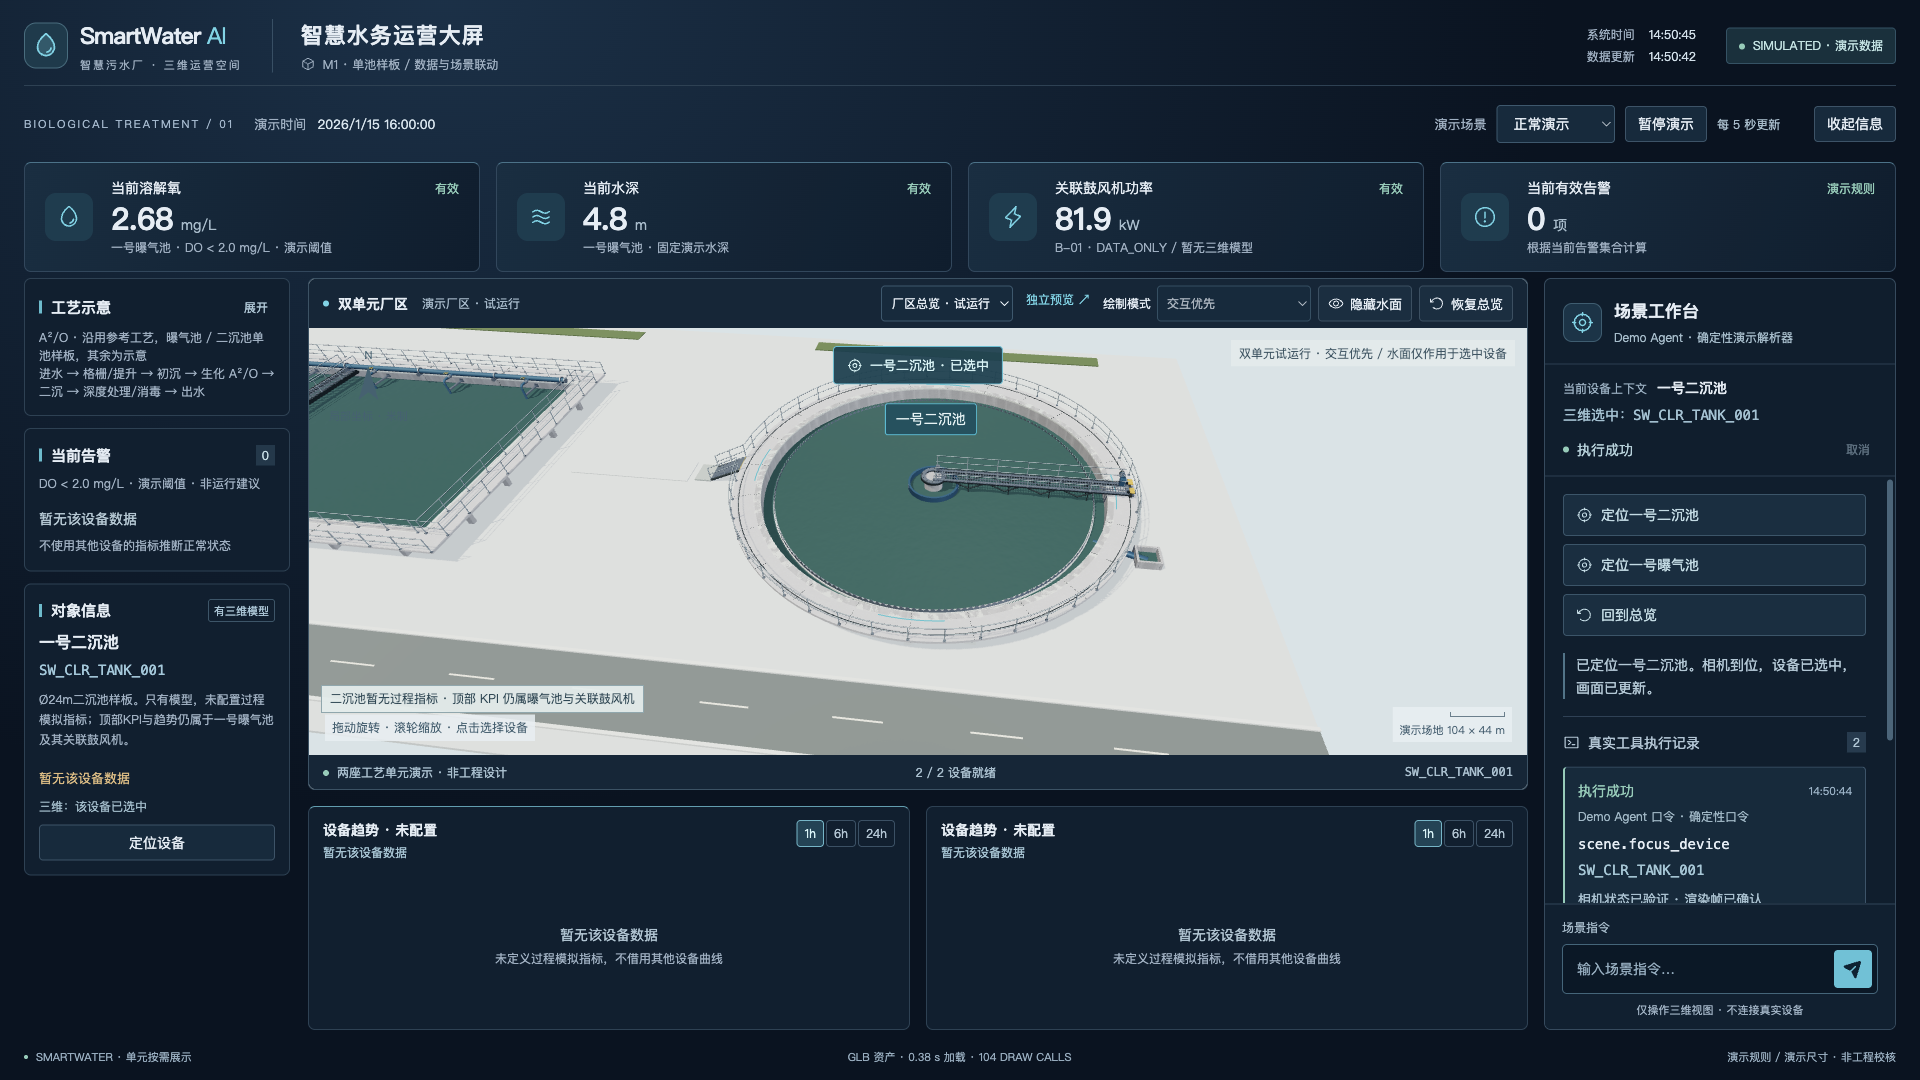 SmartWater AI
智慧污水厂 · 三维运营空间
智慧水务运营大屏
M1 · 单池样板 / 数据与场景联动
系统时间 14:50:45
数据更新 14:50:42
SIMULATED · 演示数据
BIOLOGICAL TREATMENT / 01
演示时间 2026/1/15 16:00:00
演示场景
正常演示
暂停演示
每 5 秒更新
收起信息
当前溶解氧
有效
2.68 mg/L
一号曝气池 · DO < 2.0 mg/L · 演示阈值
当前水深
有效
4.8 m
一号曝气池 · 固定演示水深
关联鼓风机功率
有效
81.9 kW
B-01 · DATA_ONLY / 暂无三维模型
当前有效告警
演示规则
0 项
根据当前告警集合计算
工艺示意
展开
A²/O · 沿用参考工艺，曝气池 / 二沉池单
池样板，其余为示意
进水 → 格栅/提升 → 初沉 → 生化 A²/O →
二沉 → 深度处理/消毒 → 出水
当前告警
0
DO < 2.0 mg/L · 演示阈值 · 非运行建议
暂无该设备数据
不使用其他设备的指标推断正常状态
对象信息
有三维模型
一号二沉池
SW_CLR_TANK_001
Ø24m二沉池样板。只有模型，未配置过程
模拟指标；顶部KPI与趋势仍属于一号曝气池
及其关联鼓风机。
暂无该设备数据
三维：该设备已选中
定位设备
双单元厂区
演示厂区 · 试运行
厂区总览 · 试运行
独立预览 ↗
绘制模式
交互优先
隐藏水面
恢复总览
N
一号二沉池 · 已选中
一号二沉池
双单元试运行 · 交互优先 / 水面仅作用于选中设备
二沉池暂无过程指标 · 顶部 KPI 仍属曝气池与关联鼓风机
拖动旋转 · 滚轮缩放 · 点击选择设备
演示场地 104 × 44 m
两座工艺单元演示 · 非工程设计
2 / 2 设备就绪
SW_CLR_TANK_001
设备趋势 · 未配置
暂无该设备数据
1h 6h 24h
暂无该设备数据
未定义过程模拟指标，不借用其他设备曲线
设备趋势 · 未配置
暂无该设备数据
1h 6h 24h
暂无该设备数据
未定义过程模拟指标，不借用其他设备曲线
场景工作台
Demo Agent · 确定性演示解析器
当前设备上下文 一号二沉池
三维选中：SW_CLR_TANK_001
执行成功
取消
定位一号二沉池
定位一号曝气池
回到总览
已定位一号二沉池。相机到位，设备已选中，
画面已更新。
真实工具执行记录
2
执行成功
14:50:44
Demo Agent 口令 · 确定性口令
scene.focus_device
SW_CLR_TANK_001
相机状态已验证 · 渲染帧已确认
场景指令
输入场景指令...
仅操作三维视图 · 不连接真实设备
SMARTWATER · 单元按需展示
GLB 资产 · 0.38 s 加载 · 104 DRAW CALLS
演示规则 / 演示尺寸 · 非工程校核